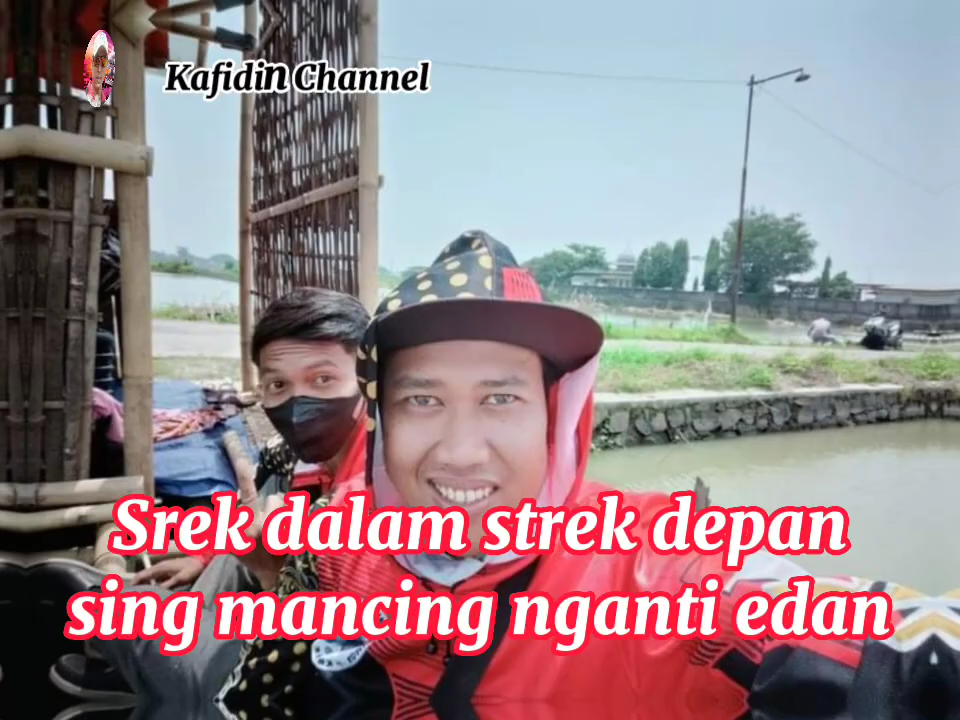 Kafidin Channel
Srek dalam strek depan
sing mancing nganti edan